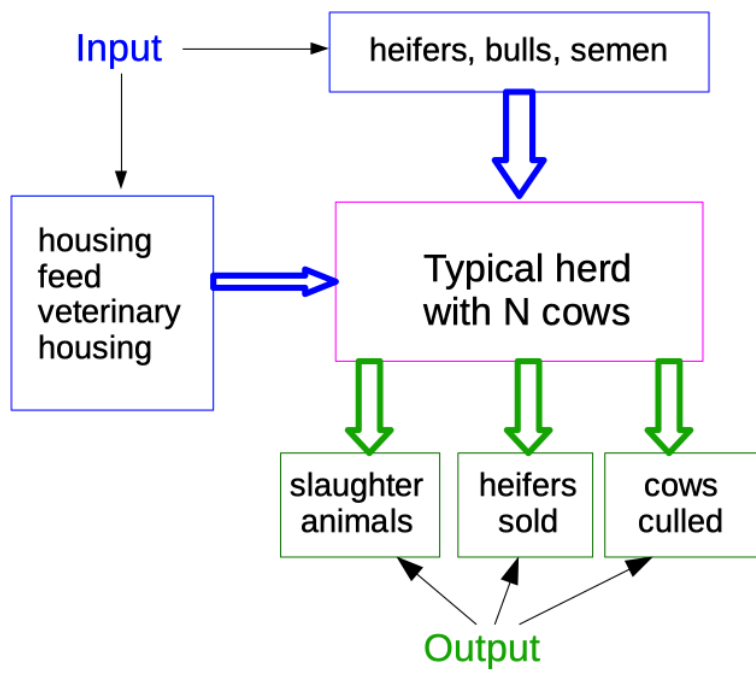 Input
heifers, bulls, semen
housing
feed
veterinary
housing
Typical herd
with N cows
slaughter
animals
heifers
sold
cows
culled
Output